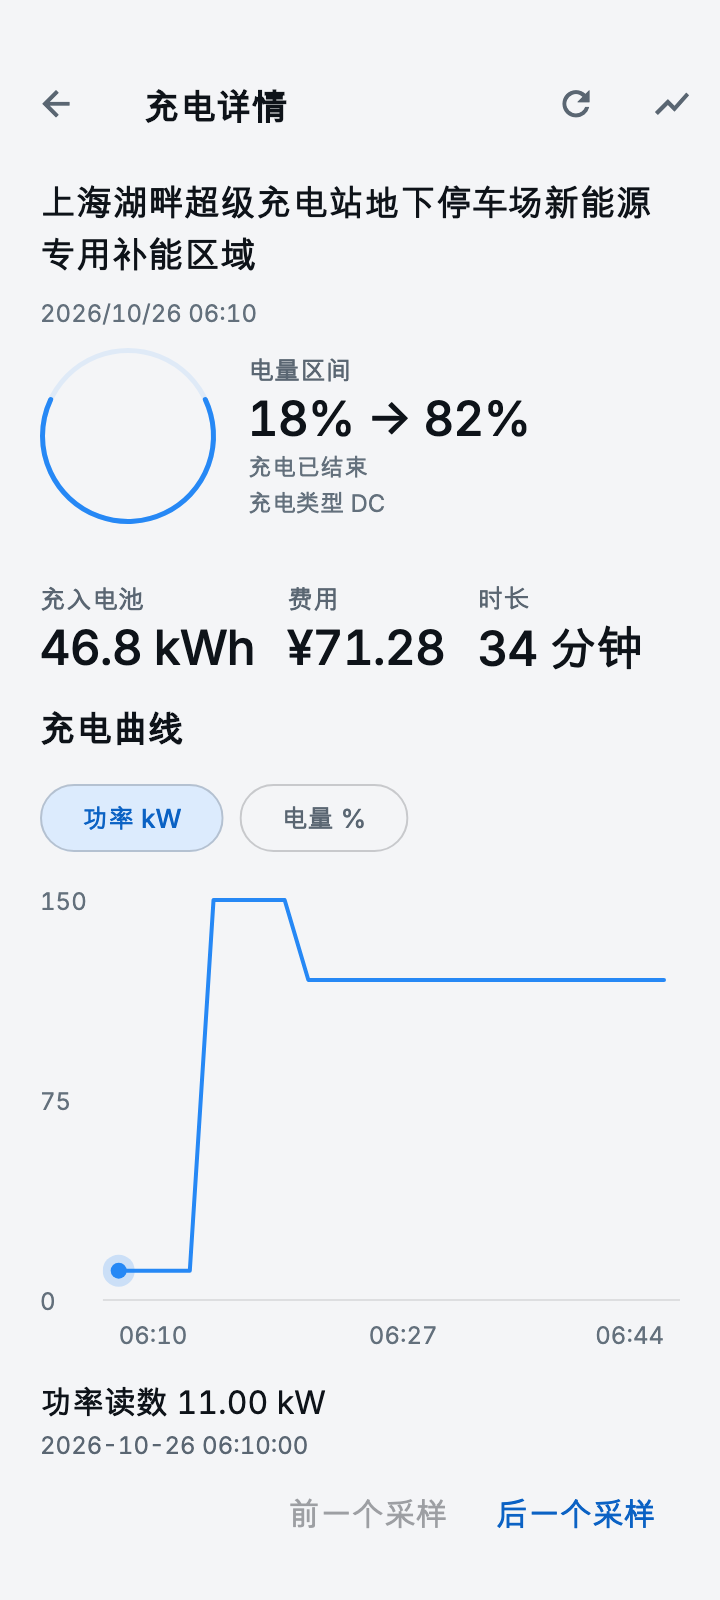 充电详情
上海湖畔超级充电站地下停车场新能源
专用补能区域
2026/10/26 06:10
电量区间
18% → 82%
充电已结束
充电类型 DC
充入电池 费用 时长
46.8 kWh ¥71.28 34 分钟
充电曲线
功率 kW 电量 %
150
75
0
06:10 06:27 06:44
功率读数 11.00 kW
2026-10-26 06:10:00
前一个采样 后一个采样